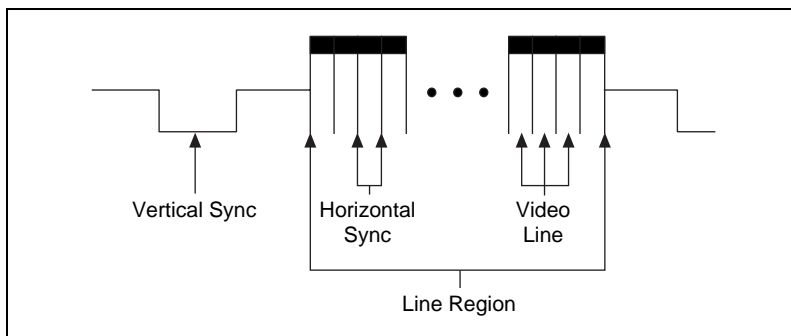 Vertical Sync
Horizontal
Sync
Video
Line
Line Region